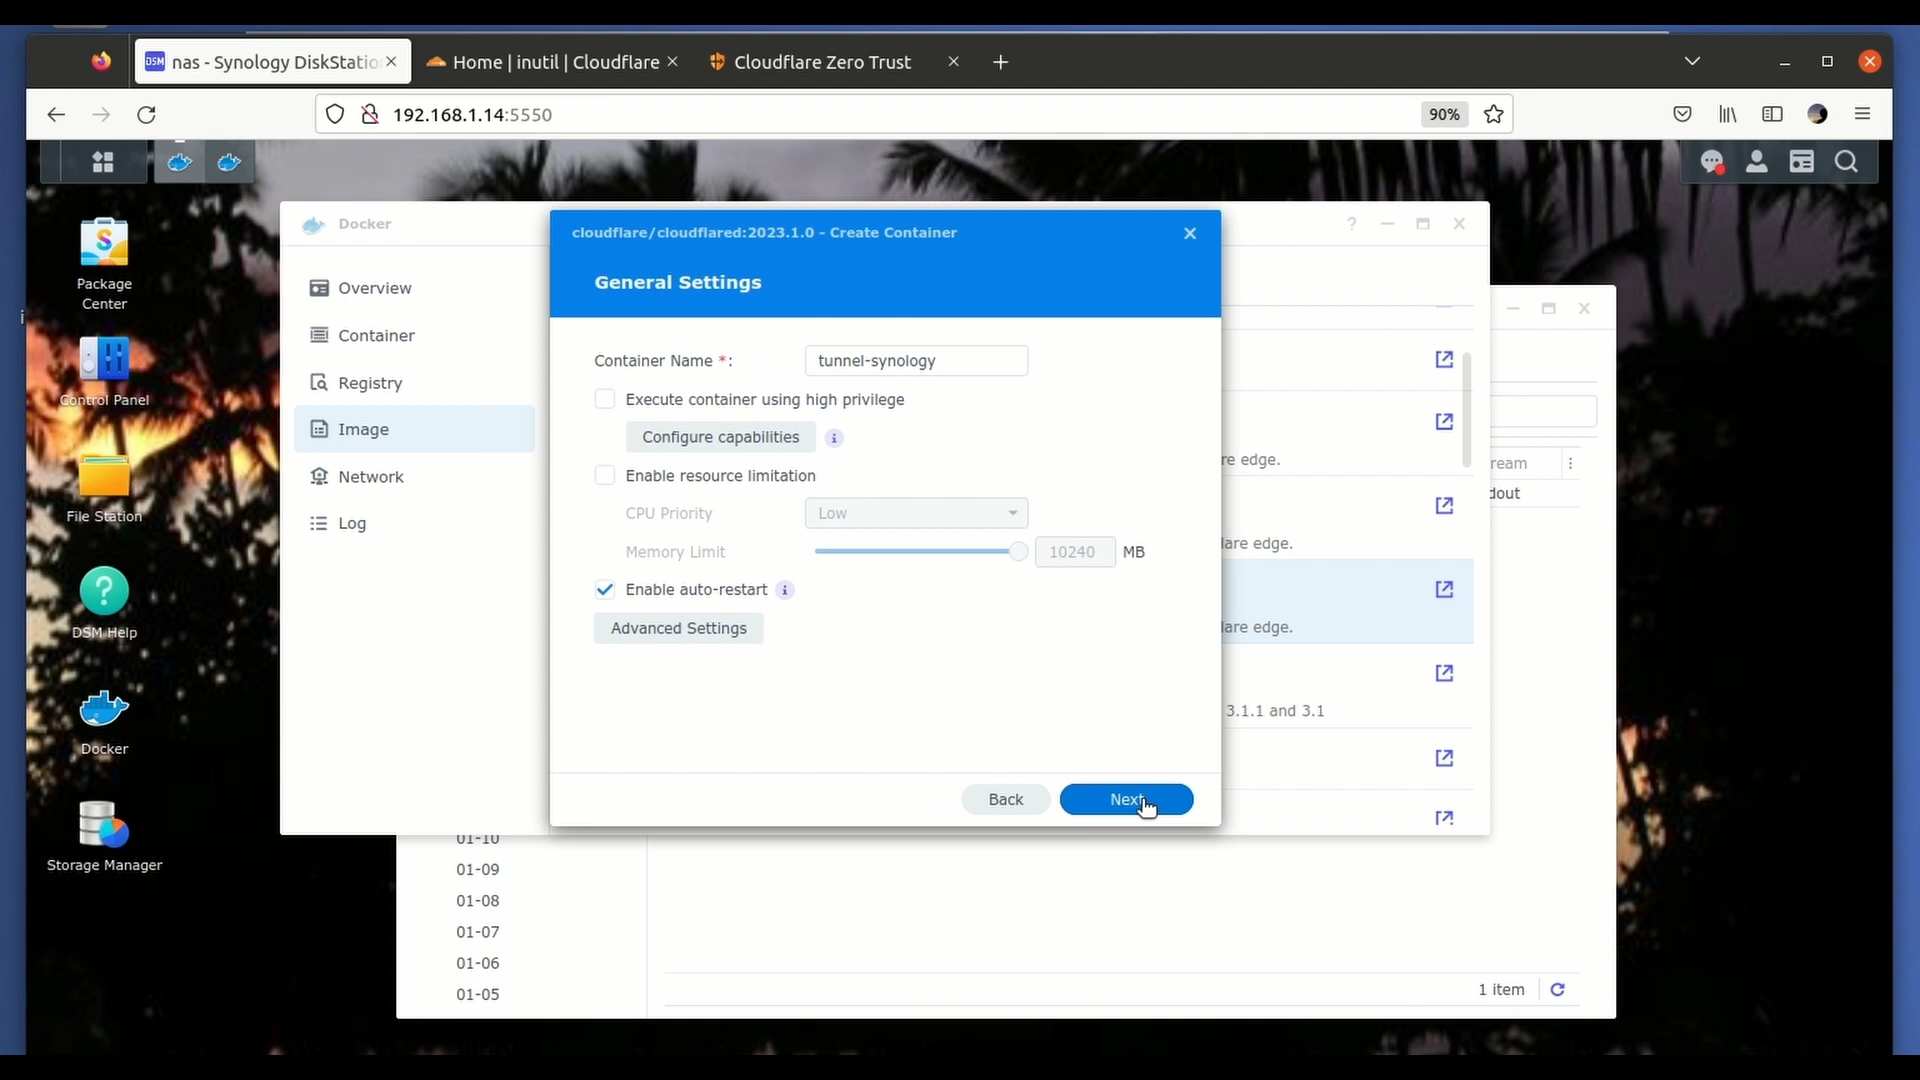 nas - Synology DiskStatio
Home | inutil | Cloudflare
Cloudflare Zero Trust
192.168.1.14:5550
90%
Package
Center
Control Panel
File Station
DSM Help
Docker
Storage Manager
Docker
Overview
Container
Registry
Image
Network
Log
cloudflare/cloudflared:2023.1.0 - Create Container
General Settings
Container Name *:
tunnel-synology
Execute container using high privilege
Configure capabilities
Enable resource limitation
CPU Priority
Low
Memory Limit
10240
MB
Enable auto-restart
Advanced Settings
Back
Next
re edge.
lare edge.
lare edge.
3.1.1 and 3.1
ream
dout
01-10
01-09
01-08
01-07
01-06
01-05
1 item